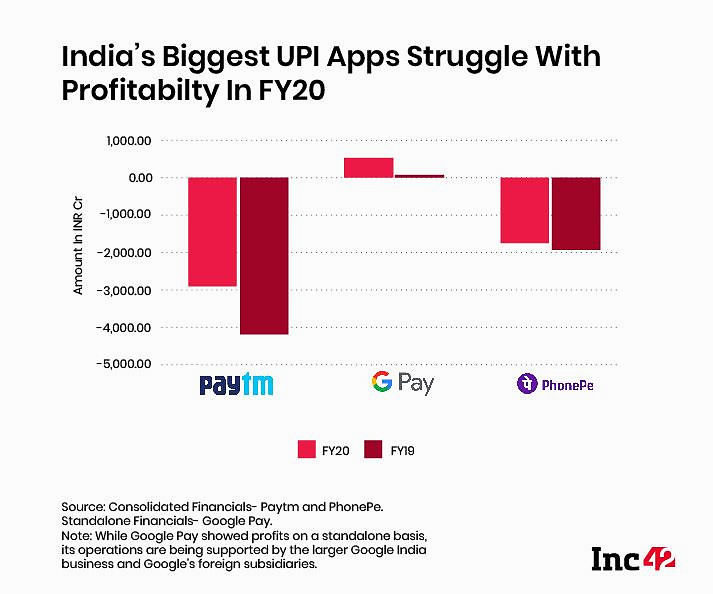 India's Biggest UPI Apps Struggle With
Profitabilty In FY20
Amount In INR Cr
1,000.00
0.00
-1,000.00
-2,000.00
-3,000.00
-4,000.00
-5,000.00
paytm
G Pay
पे PhonePe
FY20
FY19
Source: Consolidated Financials- Paytm and PhonePe.
Standalone Financials- Google Pay.
Note: While Google Pay showed profits on a standalone basis,
its operations are being supported by the larger Google India
business and Google's foreign subsidiaries.
Inc42